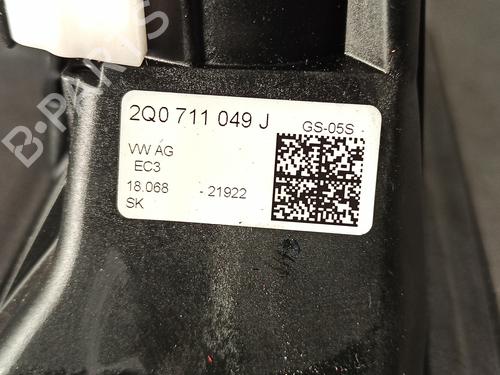 2Q0 711 049 J
GS-05S
VW AG
EC3
18.068 - 21922
SK
B-PARTS